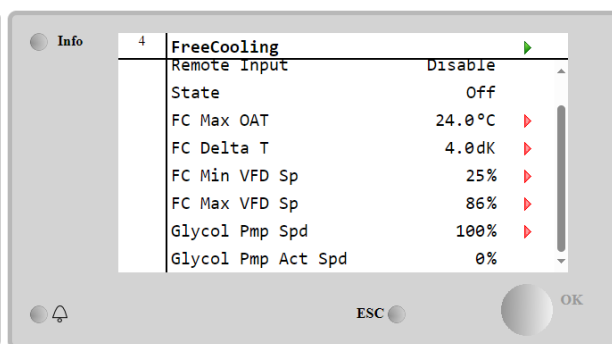 Info
4 FreeCooling
Remote Input Disable
State Off
FC Max OAT 24.0°C
FC Delta T 4.0dK
FC Min VFD Sp 25%
FC Max VFD Sp 86%
Glycol Pmp Spd 100%
Glycol Pmp Act Spd 0%
ESC
OK